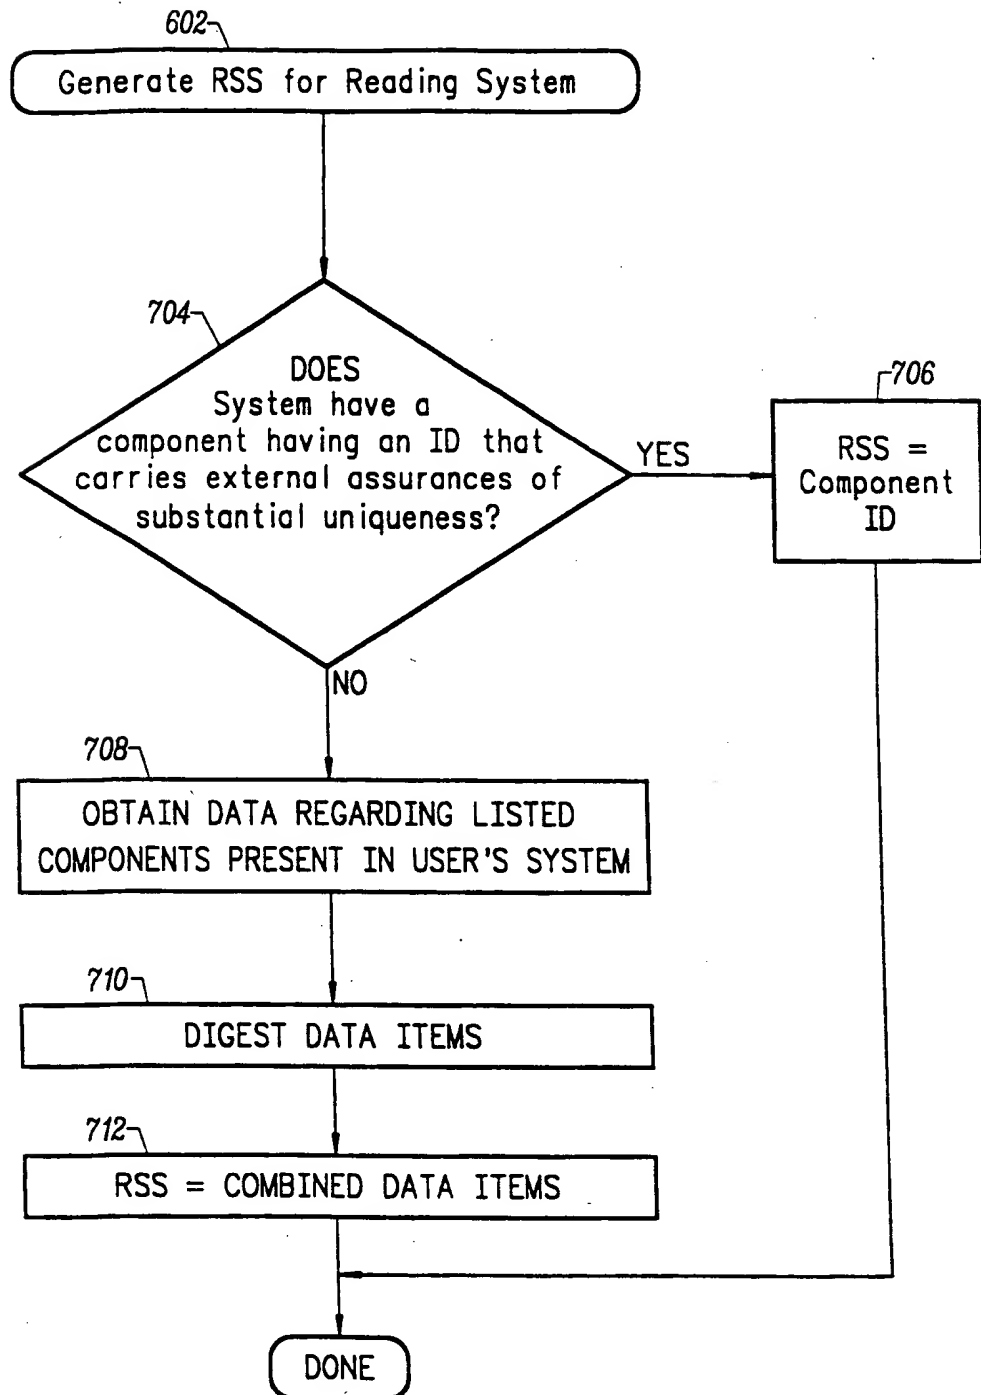 602
Generate RSS for Reading System
704
DOES
System have a
component having an ID that
carries external assurances of
substantial uniqueness?
YES
706
RSS =
Component
ID
NO
708
OBTAIN DATA REGARDING LISTED
COMPONENTS PRESENT IN USER'S SYSTEM
710
DIGEST DATA ITEMS
712
RSS = COMBINED DATA ITEMS
DONE